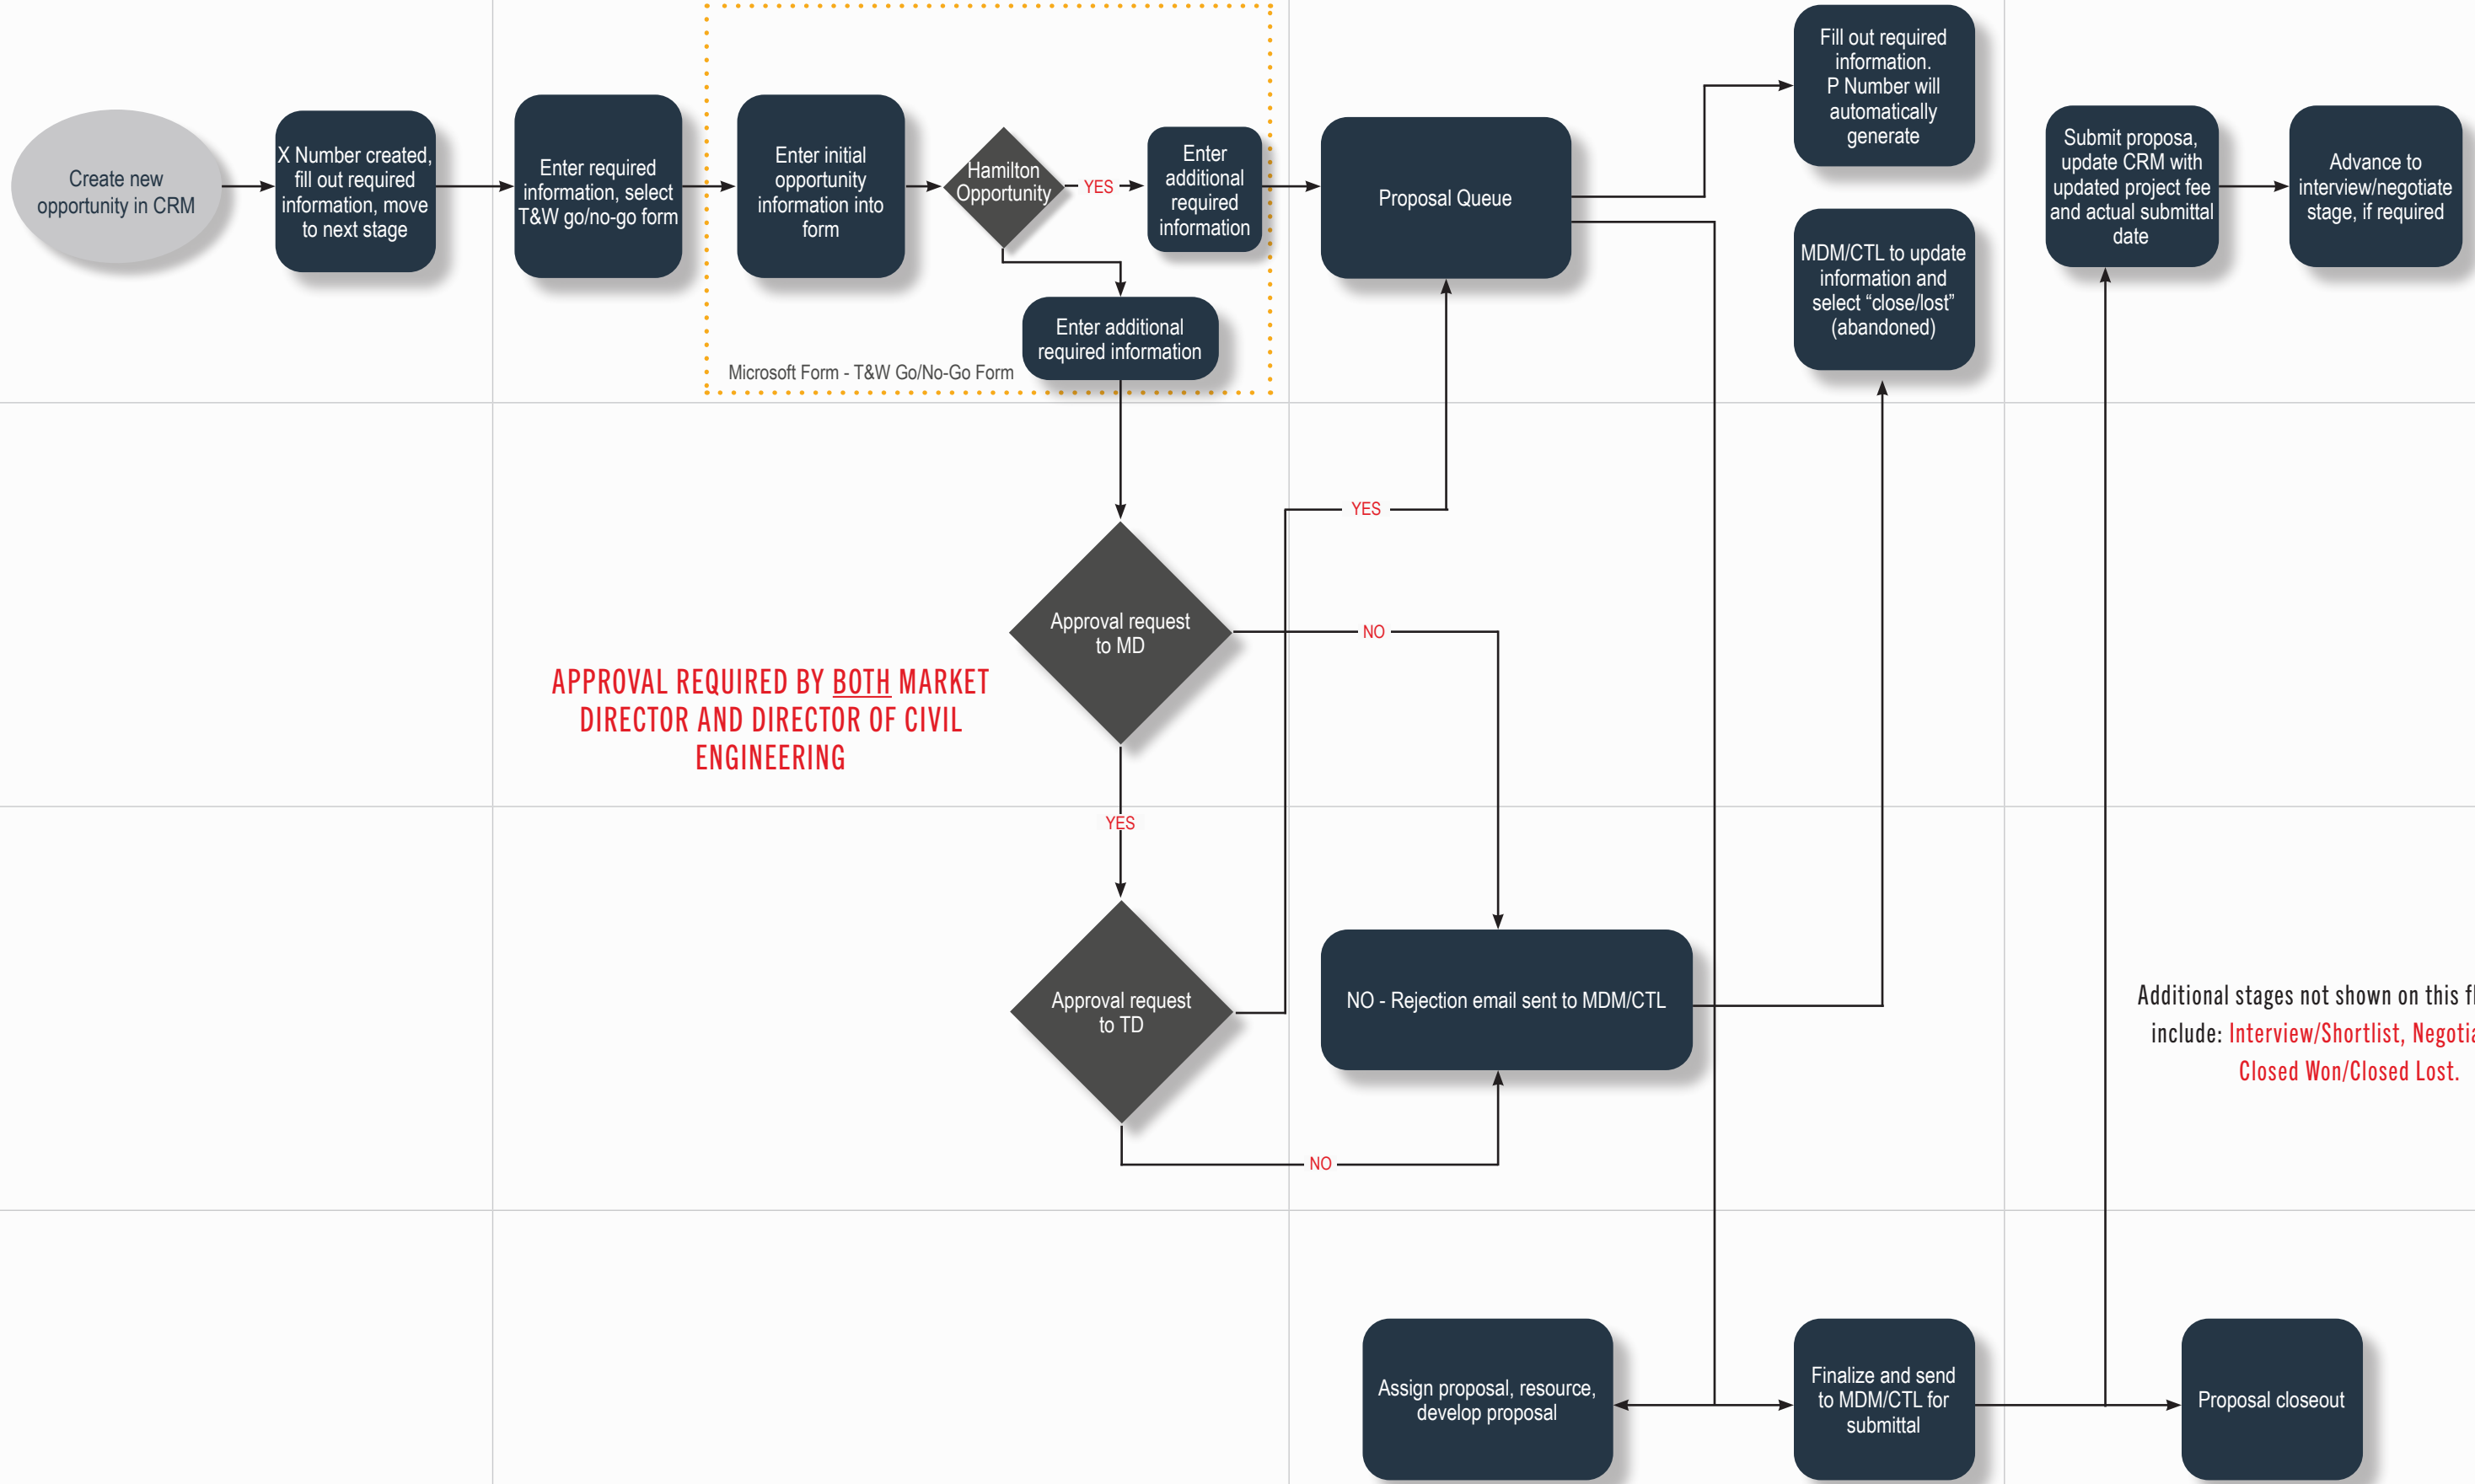 Create new
opportunity in CRM
X Number created,
fill out required
information, move
to next stage
Enter required
information, select
T&W go/no-go form
Enter initial
opportunity
information into
form
Hamilton
Opportunity
YES
Enter
additional
required
information
Enter additional
required information
Microsoft Form - T&W Go/No-Go Form
Proposal Queue
Fill out required
information.
P Number will
automatically
generate
MDM/CTL to update
information and
select “close/lost”
(abandoned)
Submit proposa,
update CRM with
updated project fee
and actual submittal
date
Advance to
interview/negotiate
stage, if required
YES
Approval request
to MD
NO
APPROVAL REQUIRED BY BOTH MARKET
DIRECTOR AND DIRECTOR OF CIVIL
ENGINEERING
YES
Approval request
to TD
NO - Rejection email sent to MDM/CTL
NO
Additional stages not shown on this fl
include: Interview/Shortlist, Negotia
Closed Won/Closed Lost.
Assign proposal, resource,
develop proposal
Finalize and send
to MDM/CTL for
submittal
Proposal closeout